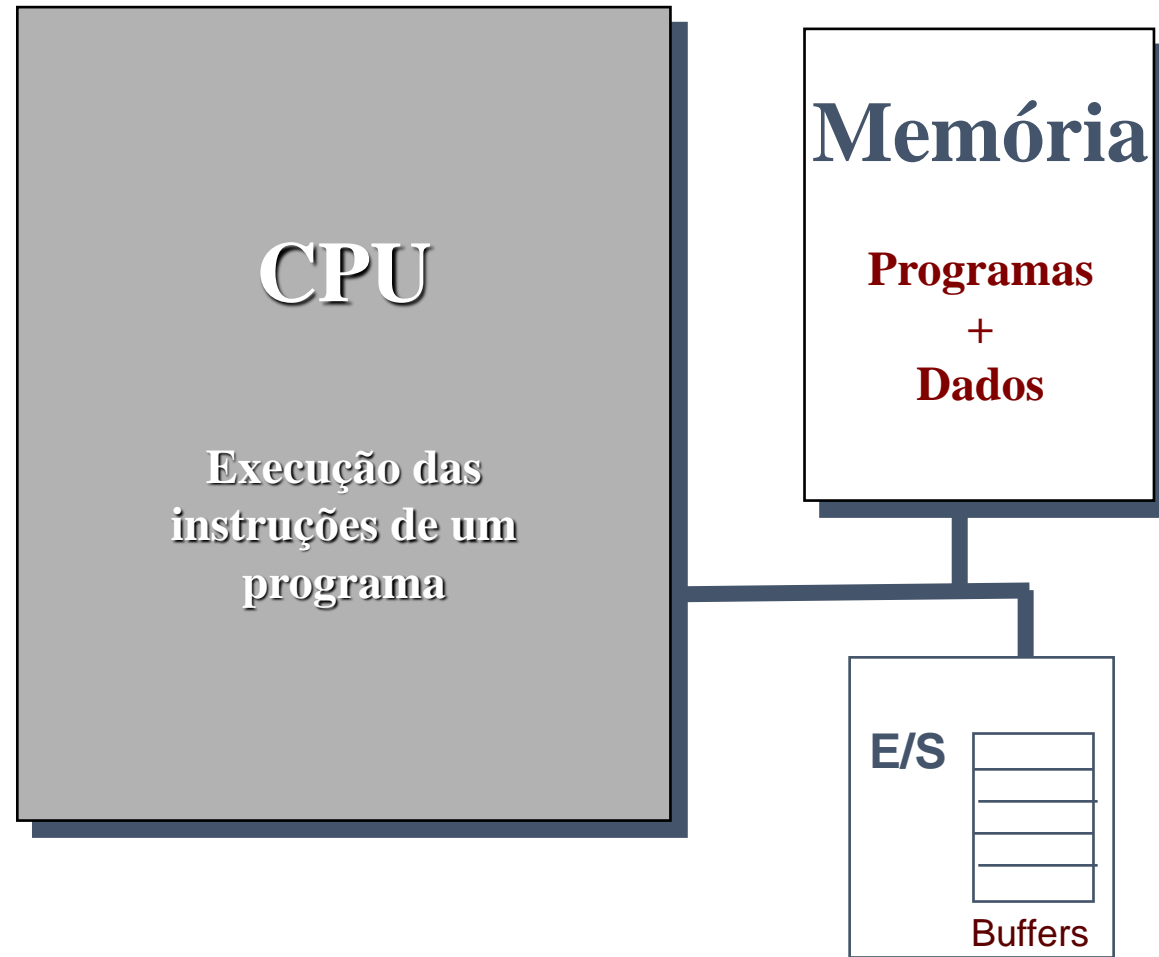 CPU
Execução das
instruções de um
programa
Memória
Programas
+
Dados
E/S
Buffers